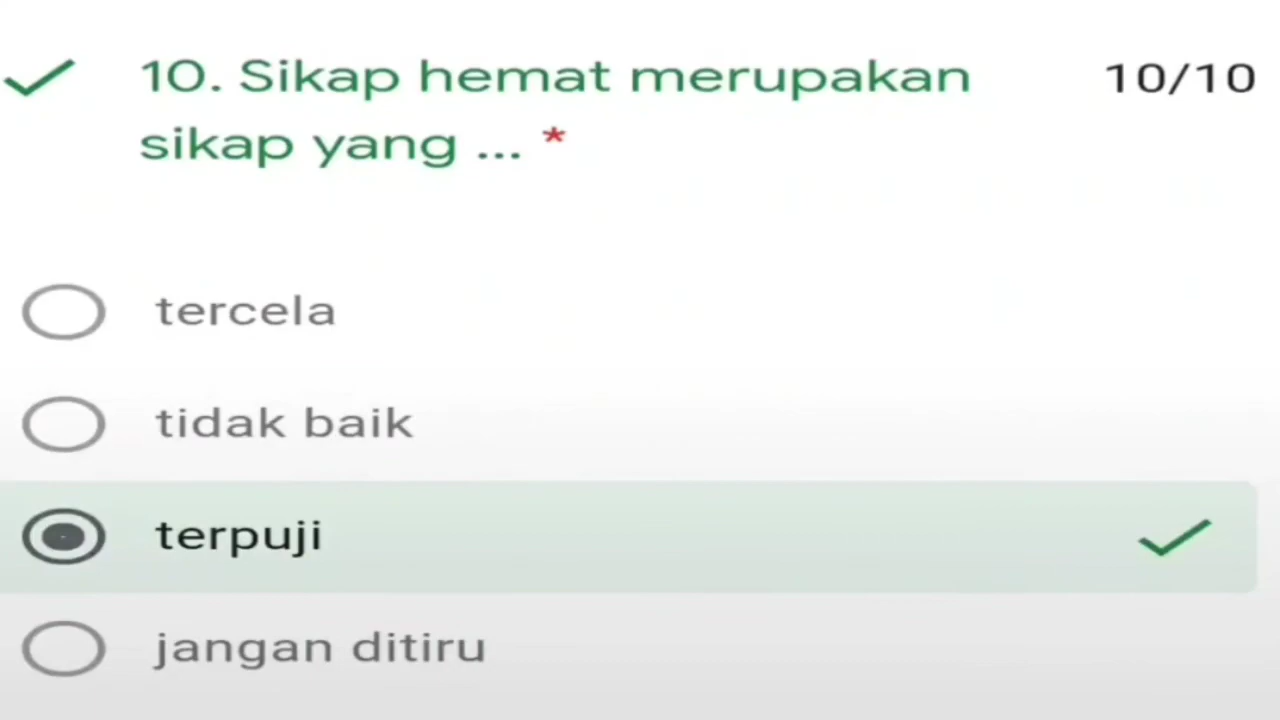 10. Sikap hemat merupakan 10/10
sikap yang ... *
tercela
tidak baik
terpuji
jangan ditiru